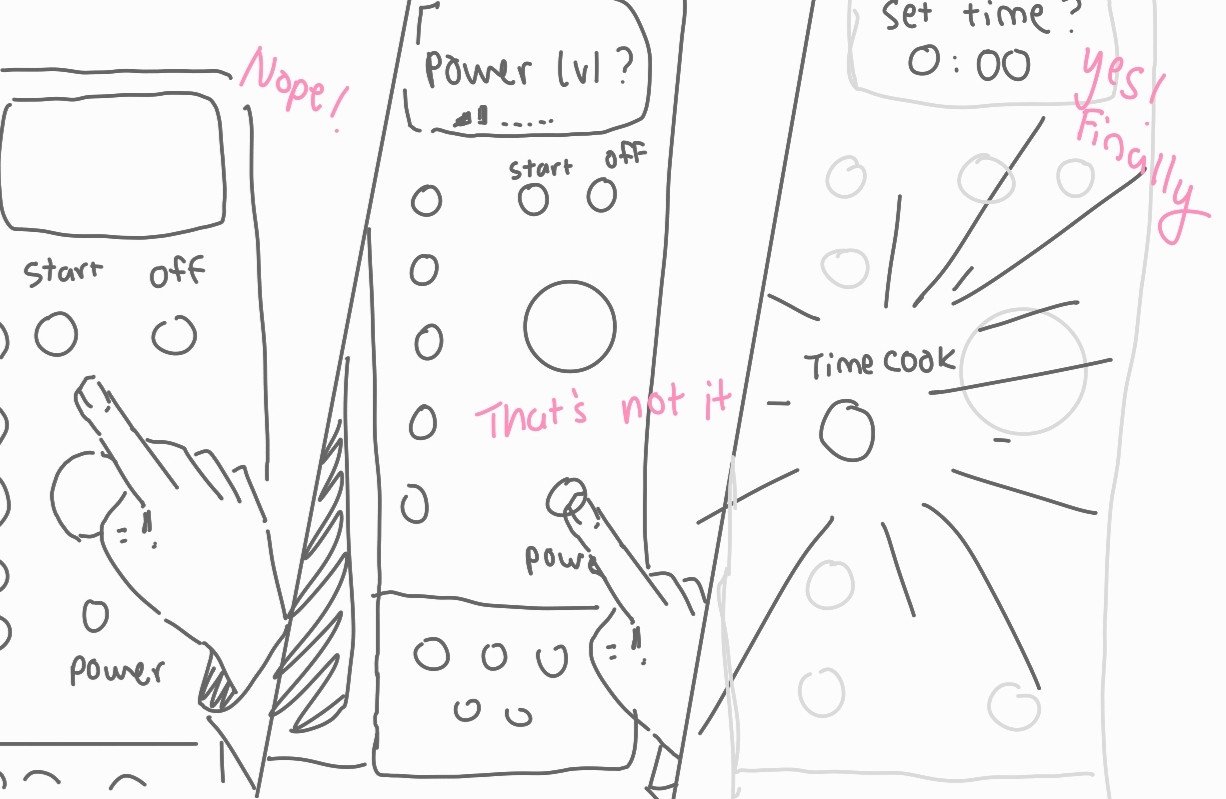 Nope!
start off
power
Power lvl?
start off
That's not it
Set time?
0:00
yes!
Finally
Time cook